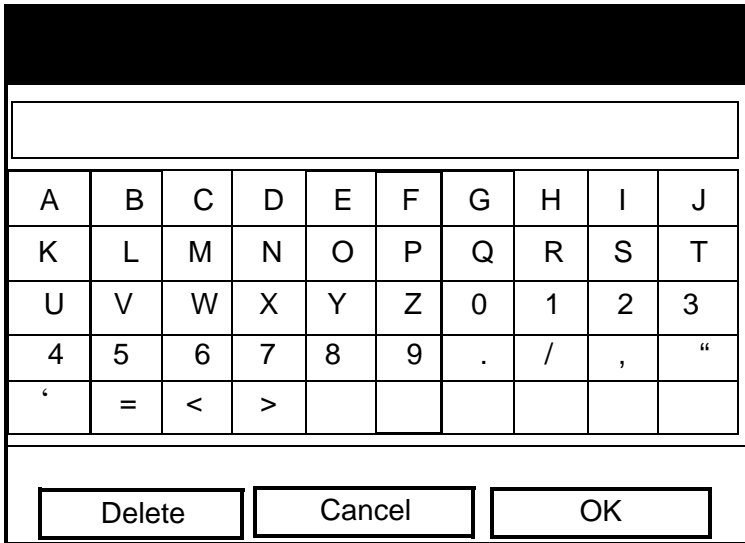 A B C D E F G H I J
K L M N O P Q R S T
U V W X Y Z 0 1 2 3
4 5 6 7 8 9 . / , “
‘ = < >
Delete Cancel OK